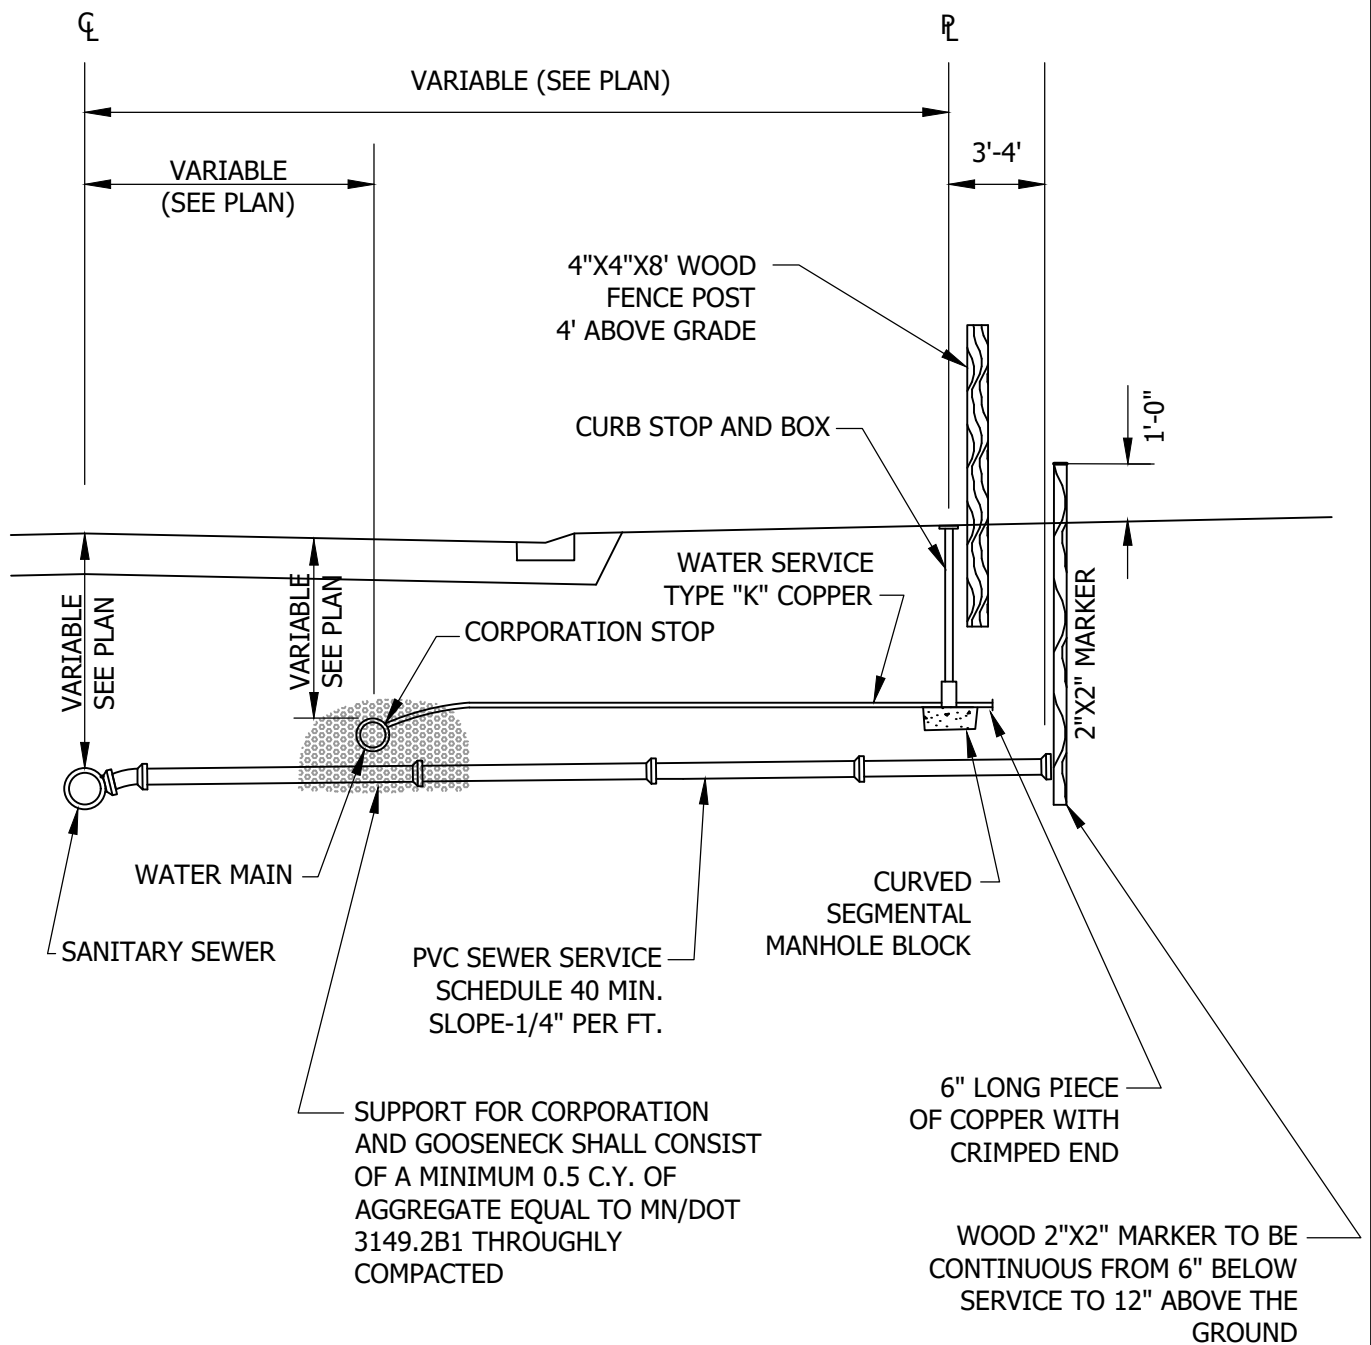 ℄
℄
VARIABLE (SEE PLAN)
3'-4'
VARIABLE
(SEE PLAN)
4"X4"X8' WOOD
FENCE POST
4' ABOVE GRADE
1'-0"
CURB STOP AND BOX
WATER SERVICE
TYPE "K" COPPER
VARIABLE
SEE PLAN
VARIABLE
SEE PLAN
CORPORATION STOP
2"X2" MARKER
WATER MAIN
CURVED
SEGMENTAL
MANHOLE BLOCK
SANITARY SEWER
PVC SEWER SERVICE
SCHEDULE 40 MIN.
SLOPE-1/4" PER FT.
6" LONG PIECE
OF COPPER WITH
CRIMPED END
SUPPORT FOR CORPORATION
AND GOOSENECK SHALL CONSIST
OF A MINIMUM 0.5 C.Y. OF
AGGREGATE EQUAL TO MN/DOT
3149.2B1 THROUGHLY
COMPACTED
WOOD 2"X2" MARKER TO BE
CONTINUOUS FROM 6" BELOW
SERVICE TO 12" ABOVE THE
GROUND